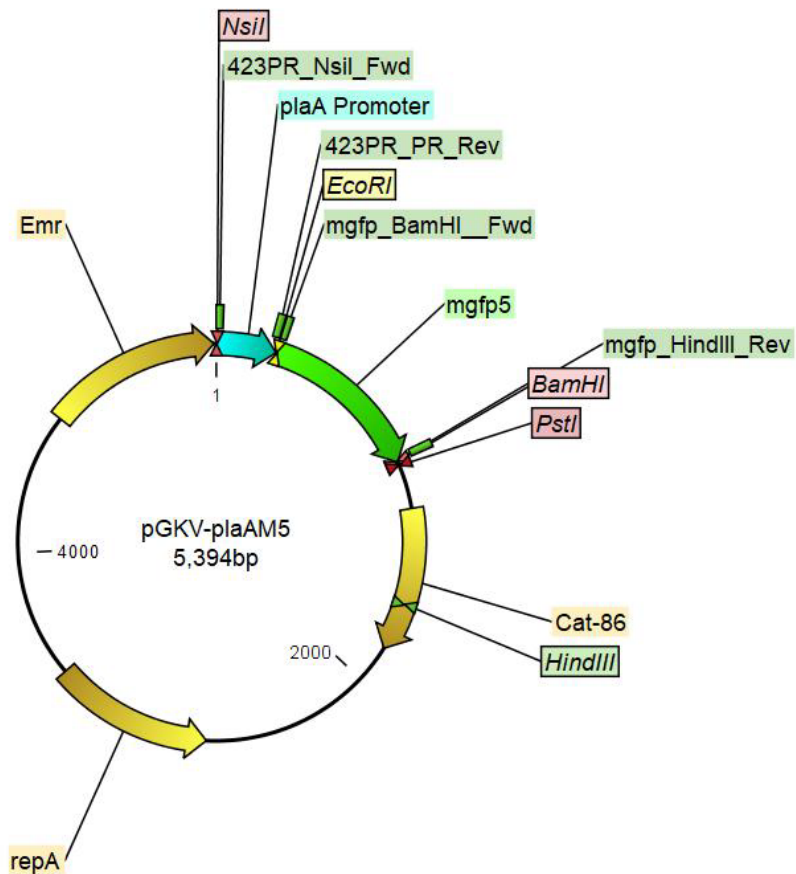 NsiI
423PR_NsiI_Fwd
plaA Promoter
423PR_PR_Rev
EcoRI
mgfp_BamHI__Fwd
Emr
mgfp5
mgfp_HindIII_Rev
BamHI
PstI
1
pGKV-plaAM5
5,394bp
4000
2000
Cat-86
HindIII
repA